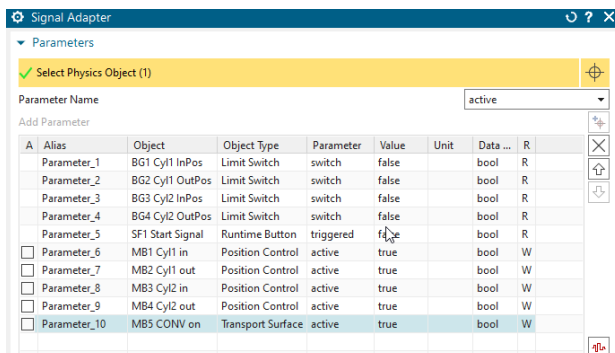 Signal Adapter
Parameters
Select Physics Object (1)
Parameter Name active
Add Parameter
A Alias Object Object Type Parameter Value Unit Data ... R
Parameter_1 BG1 Cyl1 InPos Limit Switch switch false bool R
Parameter_2 BG2 Cyl1 OutPos Limit Switch switch false bool R
Parameter_3 BG3 Cyl2 InPos Limit Switch switch false bool R
Parameter_4 BG4 Cyl2 OutPos Limit Switch switch false bool R
Parameter_5 SF1 Start Signal Runtime Button triggered false bool R
Parameter_6 MB1 Cyl1 in Position Control active true bool W
Parameter_7 MB2 Cyl1 out Position Control active true bool W
Parameter_8 MB3 Cyl2 in Position Control active true bool W
Parameter_9 MB4 Cyl2 out Position Control active true bool W
Parameter_10 MB5 CONV on Transport Surface active true bool W